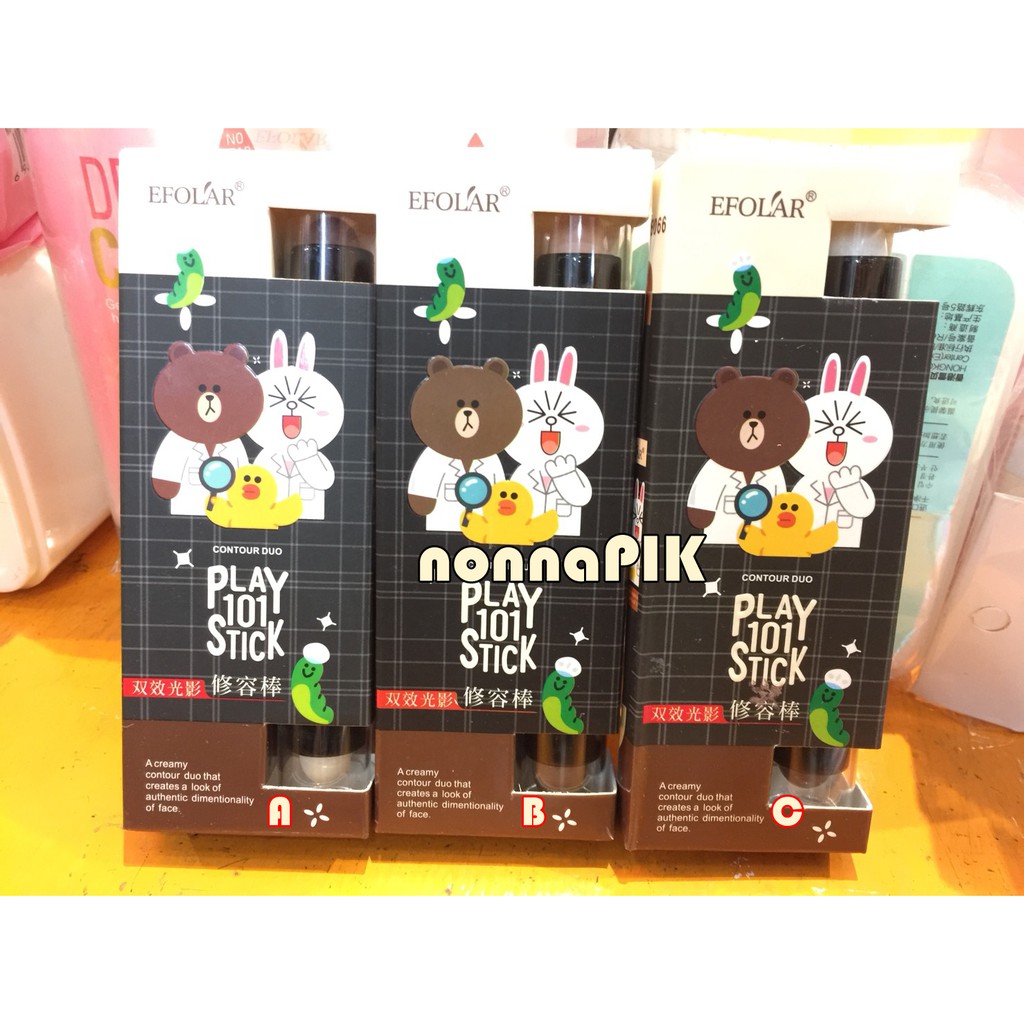 EFOLAR®
CONTOUR DUO
PLAY
101
STICK
双效光影 修容棒
A creamy
contour duo that
creates a look of
authentic dimentionality
of face.
A
EFOLAR®
nonnaPIK
PLAY
101
STICK
双效光影 修容棒
A creamy
contour duo that
creates a look of
authentic dimentionality
of face.
B
EFOLAR®
CONTOUR DUO
PLAY
101
STICK
双效光影 修容棒
A creamy
contour duo that
creates a look of
authentic dimentionality
of face.
C
NO